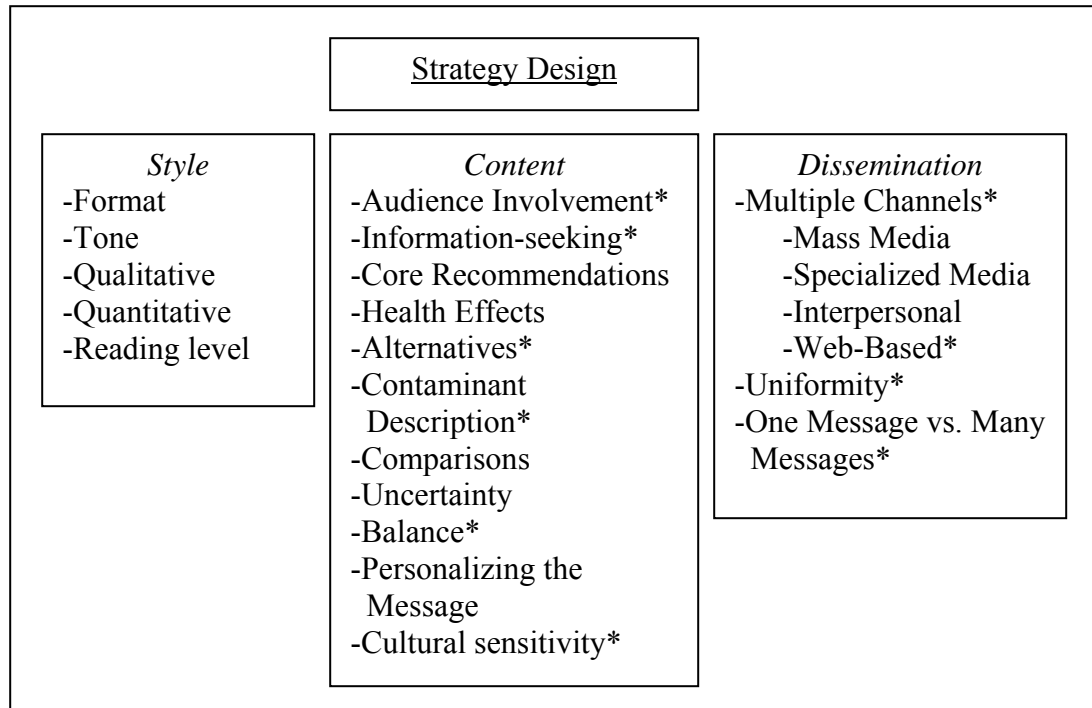 Strategy Design
Style
-Format
-Tone
-Qualitative
-Quantitative
-Reading level
Content
-Audience Involvement*
-Information-seeking*
-Core Recommendations
-Health Effects
-Alternatives*
-Contaminant
Description*
-Comparisons
-Uncertainty
-Balance*
-Personalizing the
Message
-Cultural sensitivity*
Dissemination
-Multiple Channels*
-Mass Media
-Specialized Media
-Interpersonal
-Web-Based*
-Uniformity*
-One Message vs. Many
Messages*